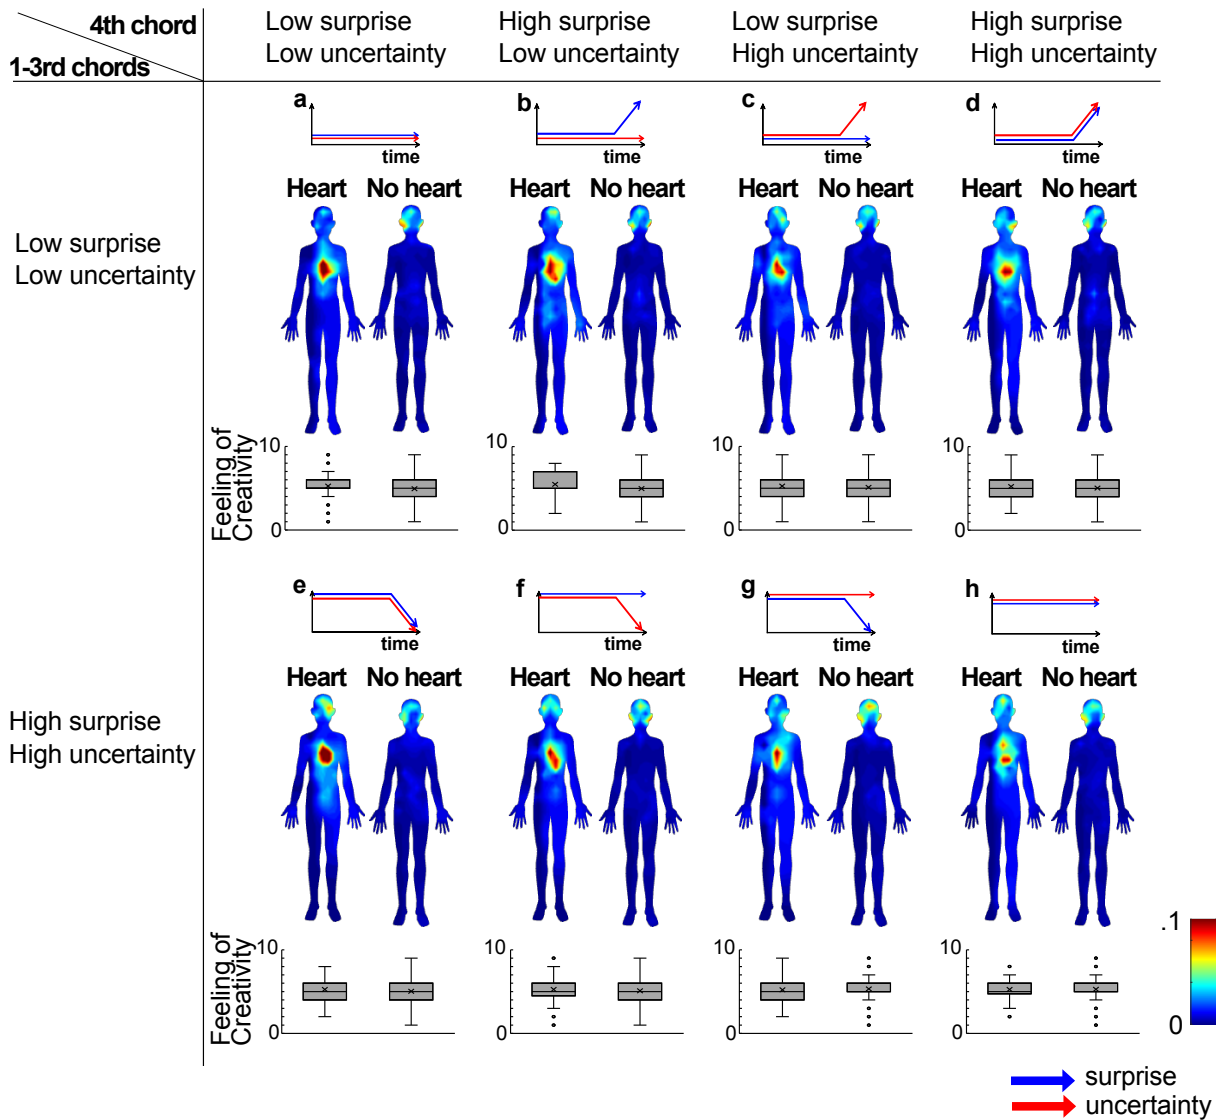 4th chord
1-3rd chords
Low surprise
Low uncertainty
High surprise
Low uncertainty
Low surprise
High uncertainty
High surprise
High uncertainty
Low surprise
Low uncertainty
a
time
b
time
c
time
d
time
Heart No heart
Heart No heart
Heart No heart
Heart No heart
Feeling of
Creativity
10
0
10
0
10
0
10
0
High surprise
High uncertainty
e
time
f
time
g
time
h
time
Heart No heart
Heart No heart
Heart No heart
Heart No heart
Feeling of
Creativity
10
0
10
0
10
0
10
0
.1
0
surprise
uncertainty